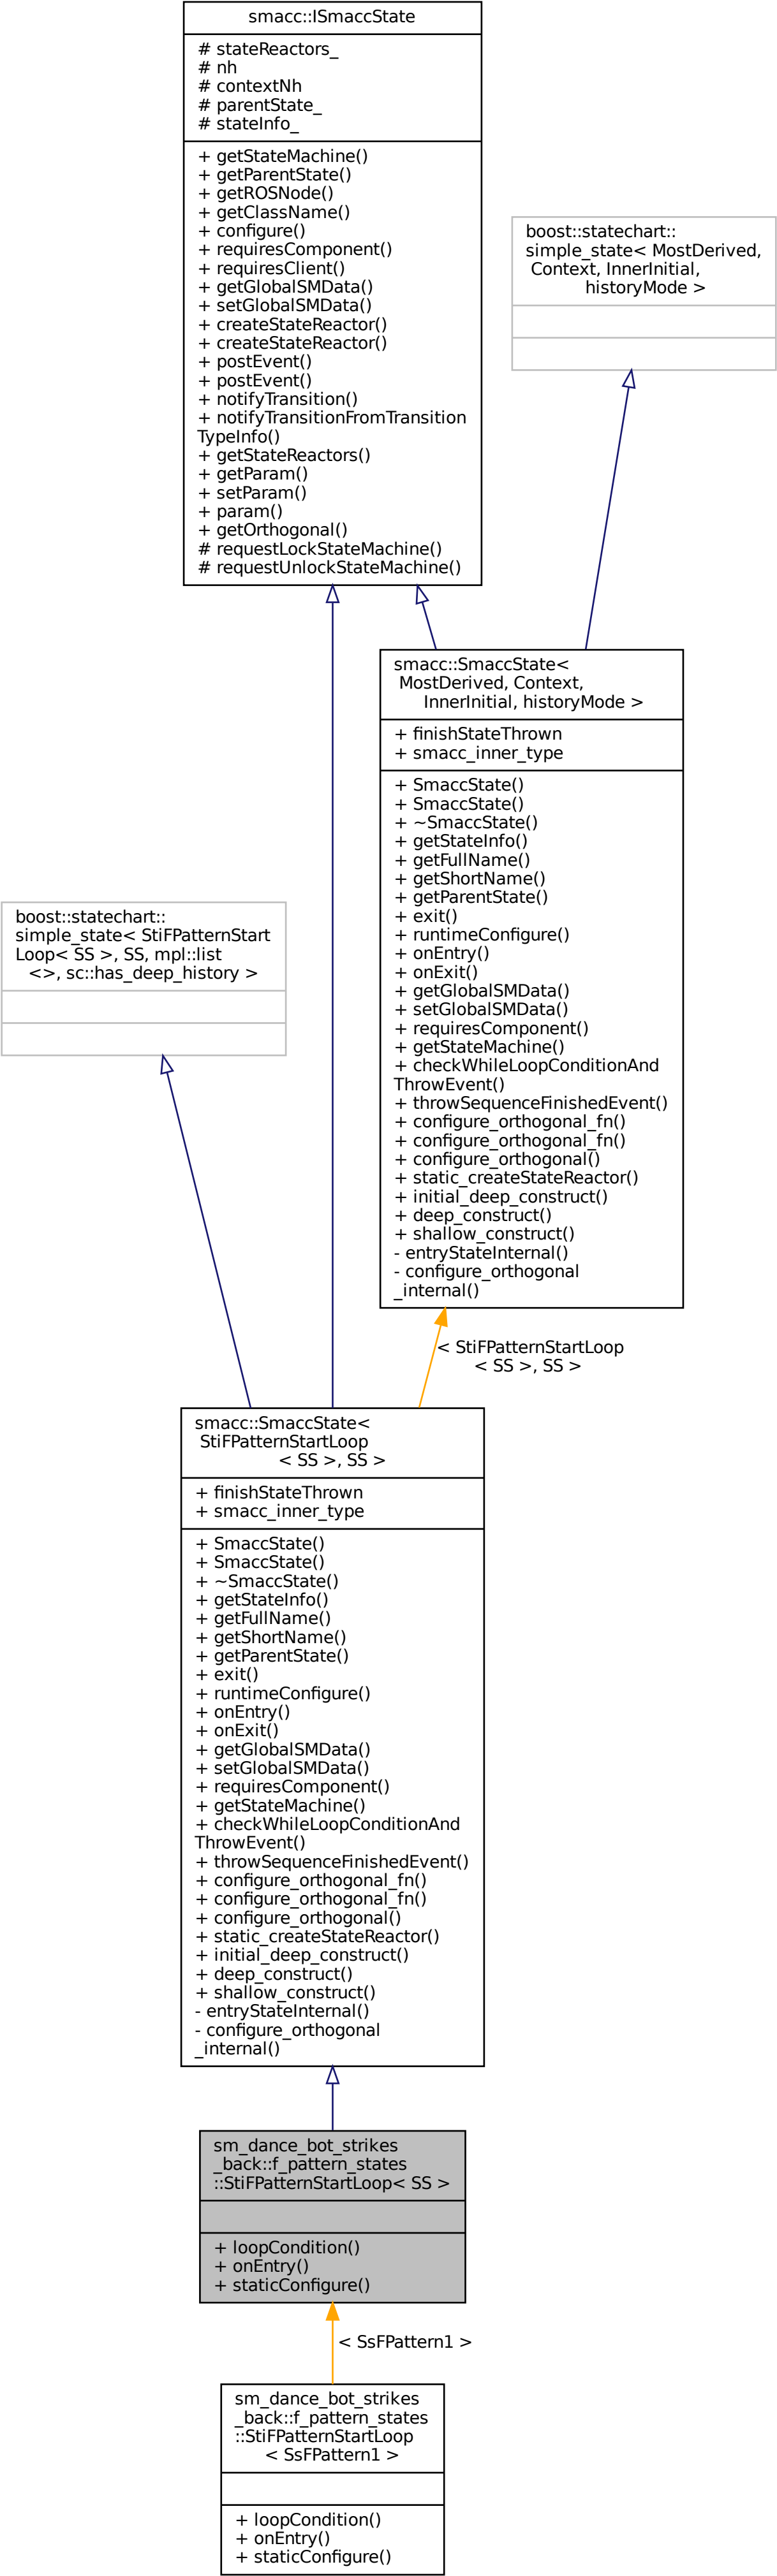 smacc::ISmaccState
# stateReactors_
# nh
# contextNh
# parentState_
# stateInfo_
+ getStateMachine()
+ getParentState()
+ getROSNode()
+ getClassName()
+ configure()
+ requiresComponent()
+ requiresClient()
+ getGlobalSMData()
+ setGlobalSMData()
+ createStateReactor()
+ createStateReactor()
+ postEvent()
+ postEvent()
+ notifyTransition()
+ notifyTransitionFromTransition
TypeInfo()
+ getStateReactors()
+ getParam()
+ setParam()
+ param()
+ getOrthogonal()
# requestLockStateMachine()
# requestUnlockStateMachine()
boost::statechart::
simple_state< MostDerived,
Context, InnerInitial,
historyMode >
smacc::SmaccState<
MostDerived, Context,
InnerInitial, historyMode >
+ finishStateThrown
+ smacc_inner_type
+ SmaccState()
+ SmaccState()
+ ~SmaccState()
+ getStateInfo()
+ getFullName()
+ getShortName()
+ getParentState()
+ exit()
+ runtimeConfigure()
+ onEntry()
+ onExit()
+ getGlobalSMData()
+ setGlobalSMData()
+ requiresComponent()
+ getStateMachine()
+ checkWhileLoopConditionAnd
ThrowEvent()
+ throwSequenceFinishedEvent()
+ configure_orthogonal_fn()
+ configure_orthogonal_fn()
+ configure_orthogonal()
+ static_createStateReactor()
+ initial_deep_construct()
+ deep_construct()
+ shallow_construct()
- entryStateInternal()
- configure_orthogonal
_internal()
boost::statechart::
simple_state< StiFPatternStart
Loop< SS >, SS, mpl::list
<>, sc::has_deep_history >
< StiFPatternStartLoop
< SS >, SS >
smacc::SmaccState<
StiFPatternStartLoop
< SS >, SS >
+ finishStateThrown
+ smacc_inner_type
+ SmaccState()
+ SmaccState()
+ ~SmaccState()
+ getStateInfo()
+ getFullName()
+ getShortName()
+ getParentState()
+ exit()
+ runtimeConfigure()
+ onEntry()
+ onExit()
+ getGlobalSMData()
+ setGlobalSMData()
+ requiresComponent()
+ getStateMachine()
+ checkWhileLoopConditionAnd
ThrowEvent()
+ throwSequenceFinishedEvent()
+ configure_orthogonal_fn()
+ configure_orthogonal_fn()
+ configure_orthogonal()
+ static_createStateReactor()
+ initial_deep_construct()
+ deep_construct()
+ shallow_construct()
- entryStateInternal()
- configure_orthogonal
_internal()
sm_dance_bot_strikes
_back::f_pattern_states
::StiFPatternStartLoop< SS >
+ loopCondition()
+ onEntry()
+ staticConfigure()
< SsFPattern1 >
sm_dance_bot_strikes
_back::f_pattern_states
::StiFPatternStartLoop
< SsFPattern1 >
+ loopCondition()
+ onEntry()
+ staticConfigure()